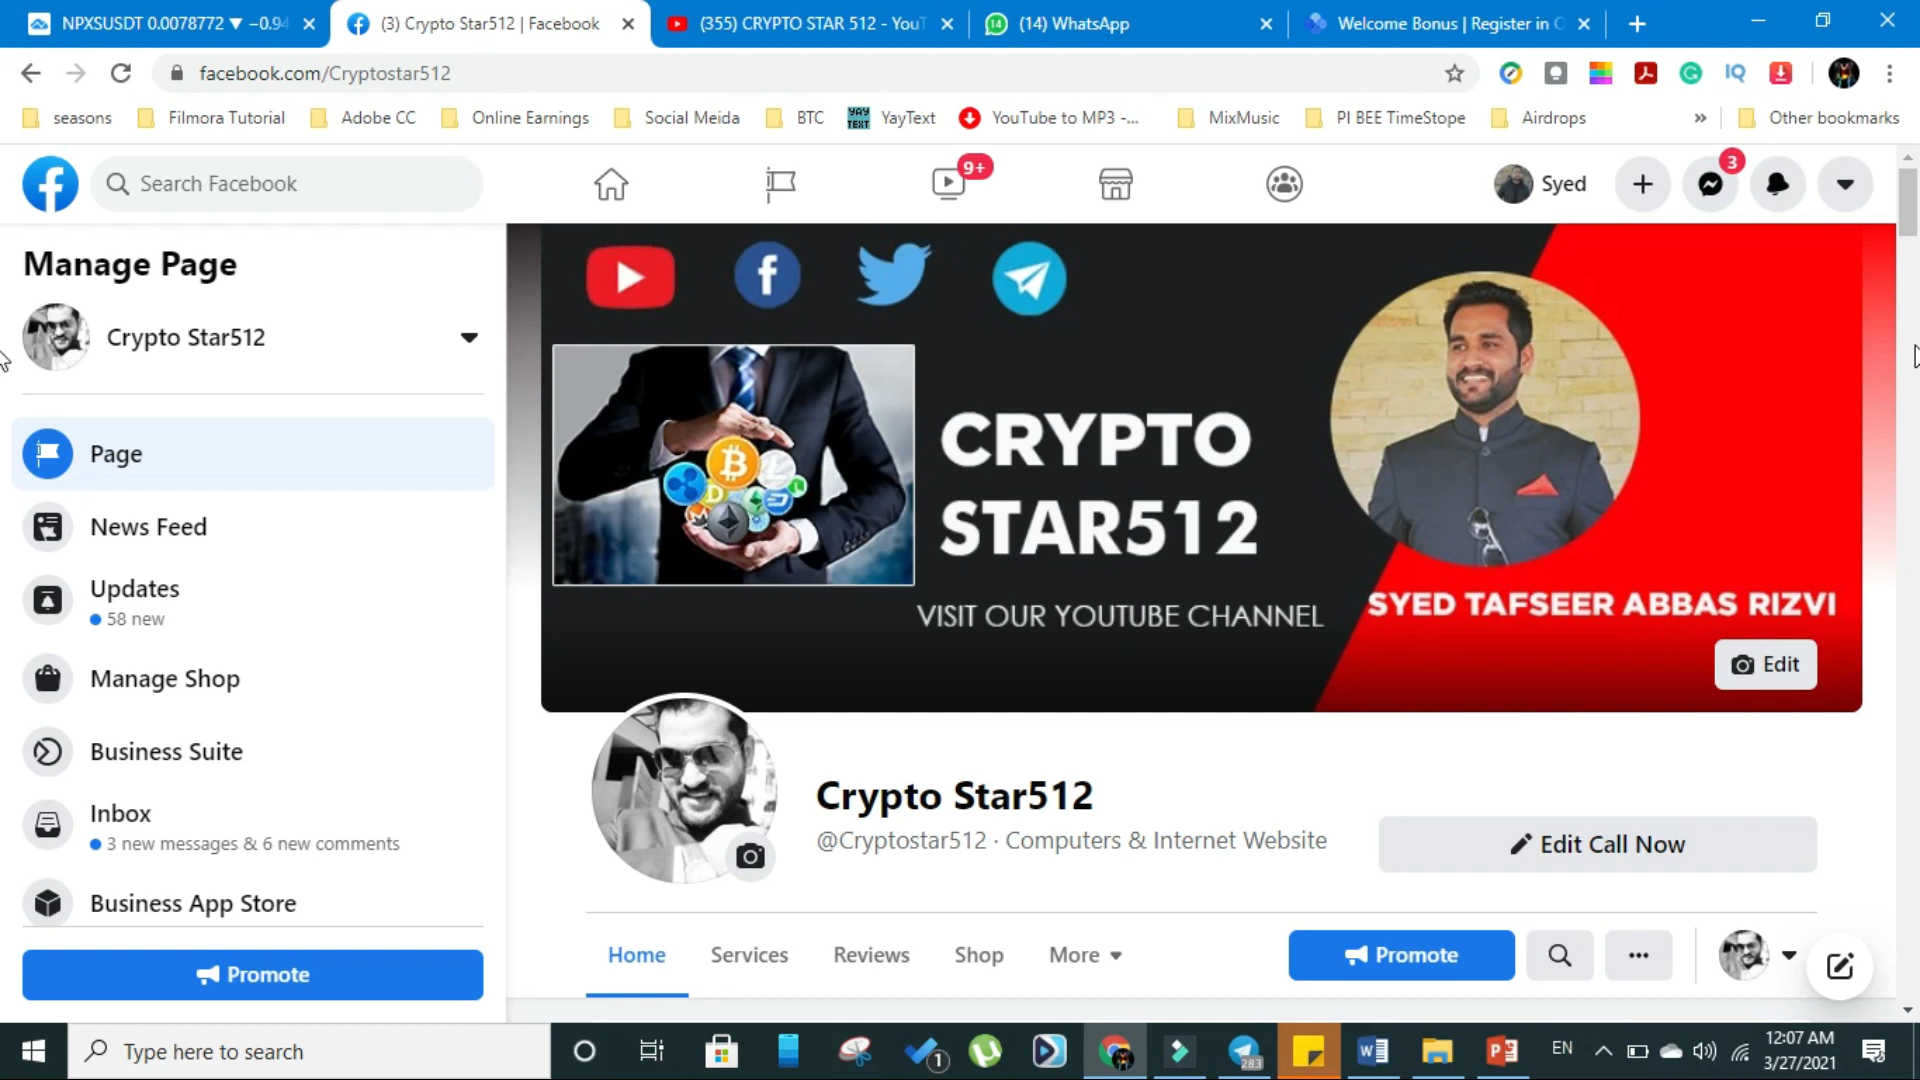 NPXSUSDT 0.0078772 ▼ −0.94
(3) Crypto Star512 | Facebook
(355) CRYPTO STAR 512 - YouT
(14) WhatsApp
Welcome Bonus | Register in C
facebook.com/Cryptostar512
seasons
Filmora Tutorial
Adobe CC
Online Earnings
Social Meida
BTC
YAY TEXT
YayText
YouTube to MP3 -...
MixMusic
PI BEE TimeStope
Airdrops
»
Other bookmarks
Search Facebook
9+
Syed
3
Manage Page
Crypto Star512
Page
News Feed
Updates
58 new
Manage Shop
Business Suite
Inbox
3 new messages & 6 new comments
Business App Store
Promote
CRYPTO
STAR512
VISIT OUR YOUTUBE CHANNEL
SYED TAFSEER ABBAS RIZVI
Edit
Crypto Star512
@Cryptostar512 · Computers & Internet Website
Edit Call Now
Home
Services
Reviews
Shop
More
Promote
Type here to search
1
283
EN
12:07 AM
3/27/2021